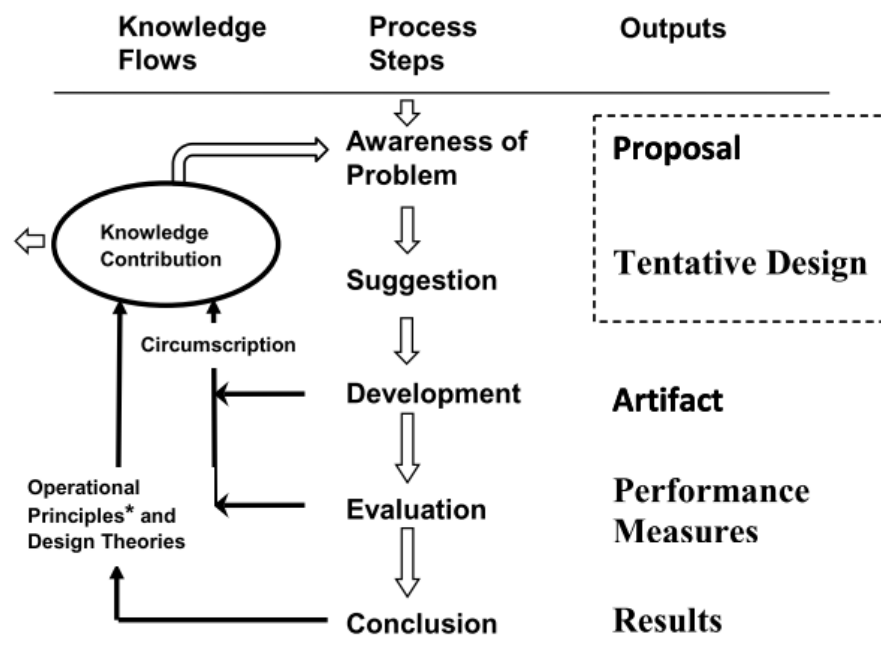 Knowledge
Flows
Process
Steps
Outputs
Awareness of
Problem
Proposal
Knowledge
Contribution
Suggestion
Tentative Design
Circumscription
Development
Artifact
Operational
Principles* and
Design Theories
Evaluation
Performance
Measures
Conclusion
Results